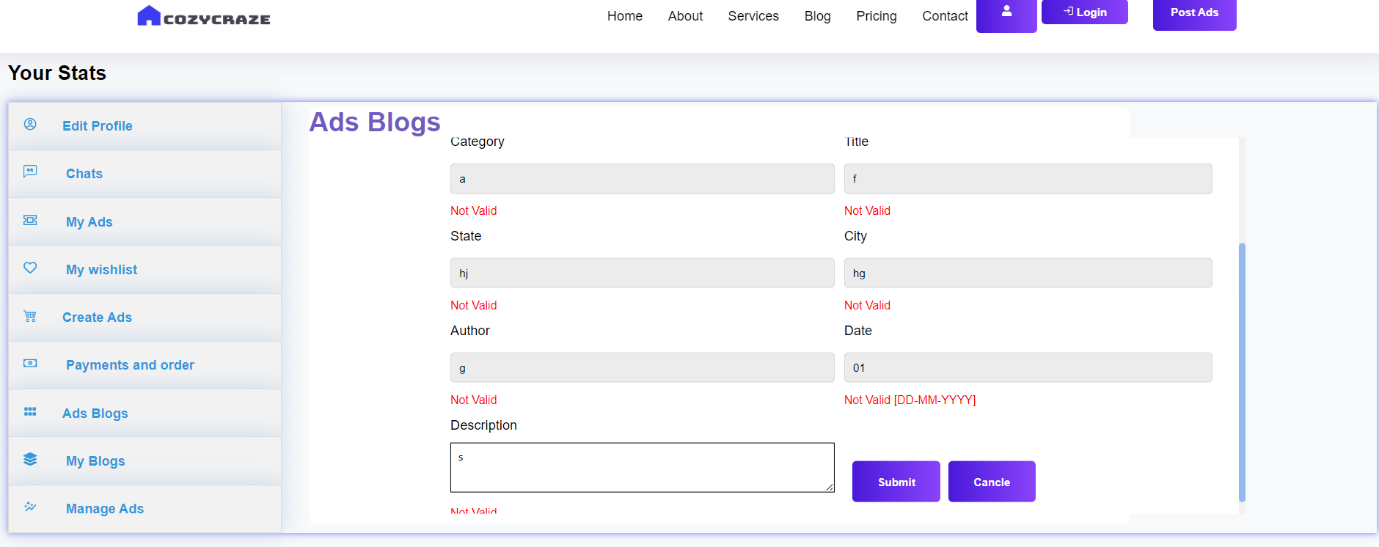 COZYCRAZE
Home About Services Blog Pricing Contact Login Post Ads
Your Stats
Edit Profile
Chats
My Ads
My wishlist
Create Ads
Payments and order
Ads Blogs
My Blogs
Manage Ads
Ads Blogs
Category Title
a f
Not Valid Not Valid
State City
hj hg
Not Valid Not Valid
Author Date
g 01
Not Valid Not Valid [DD-MM-YYYY]
Description
s
Submit Cancle
Not Valid